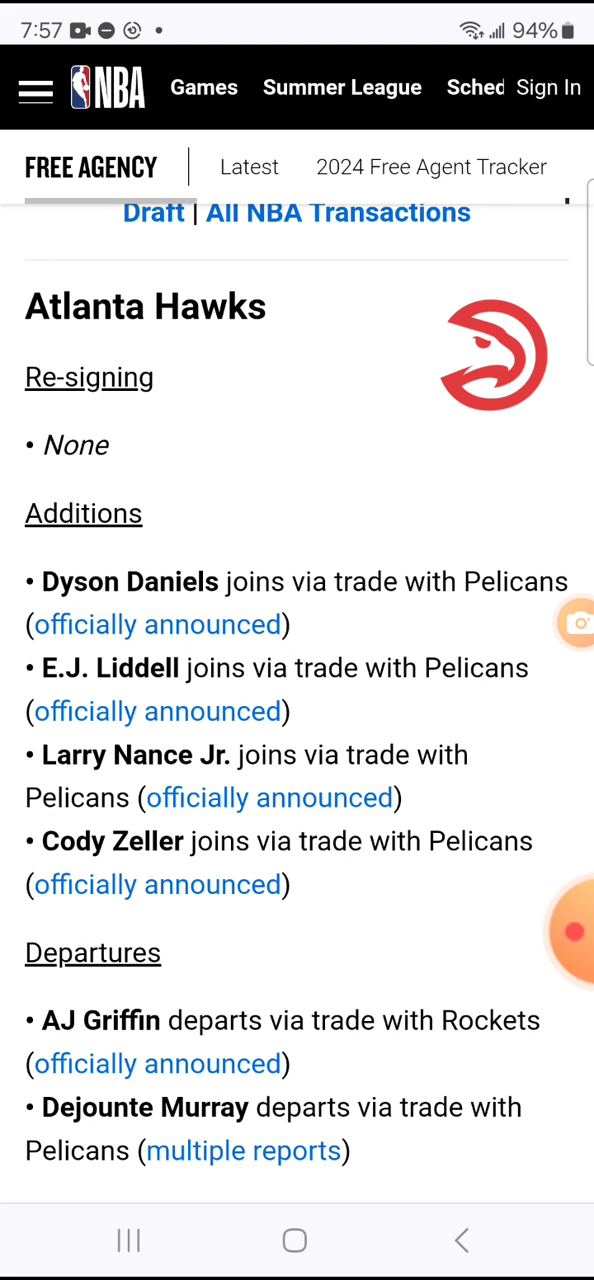 7:57 94%
NBA Games Summer League Sched Sign In
FREE AGENCY Latest 2024 Free Agent Tracker
Draft | All NBA Transactions
Atlanta Hawks
Re-signing
• None
Additions
• Dyson Daniels joins via trade with Pelicans
(officially announced)
• E.J. Liddell joins via trade with Pelicans
(officially announced)
• Larry Nance Jr. joins via trade with
Pelicans (officially announced)
• Cody Zeller joins via trade with Pelicans
(officially announced)
Departures
• AJ Griffin departs via trade with Rockets
(officially announced)
• Dejounte Murray departs via trade with
Pelicans (multiple reports)